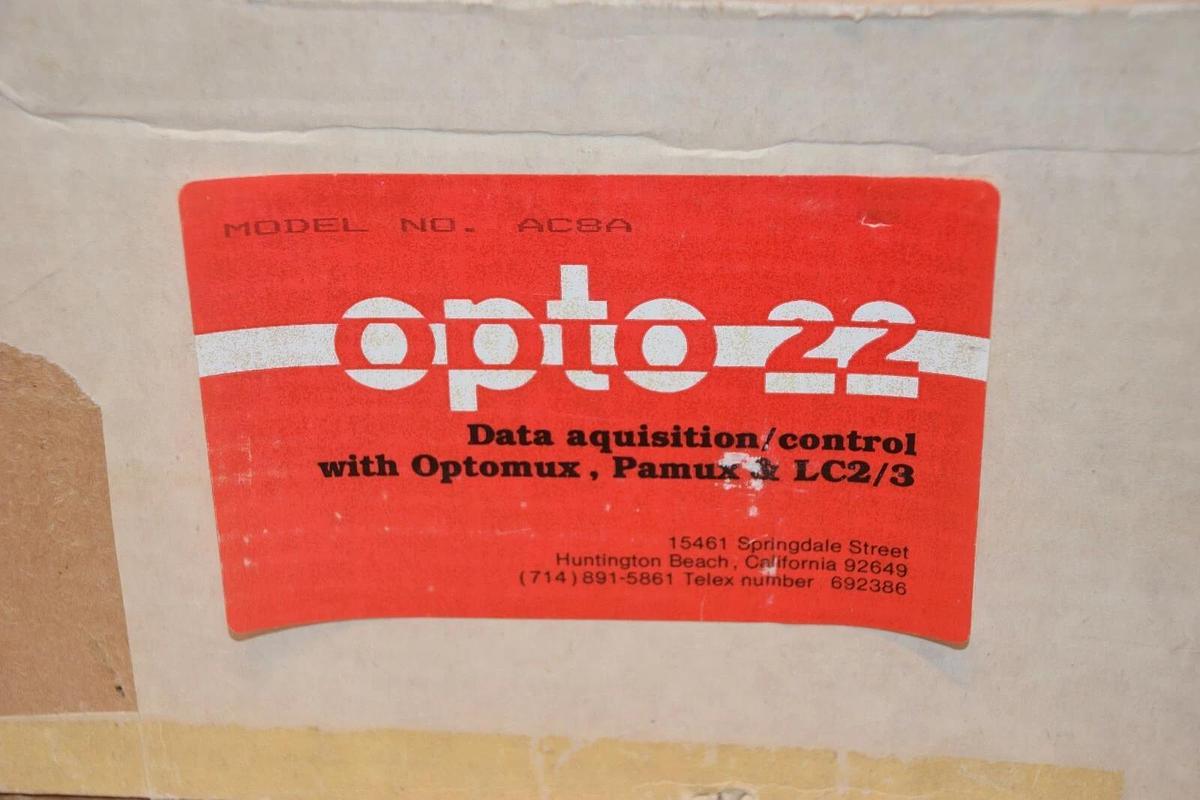 MODEL NO. AC8A
opto 22
Data aquisition/control
with Optomux, Pamux & LC2/3
15461 Springdale Street
Huntington Beach, California 92649
(714) 891-5861 Telex number 692386